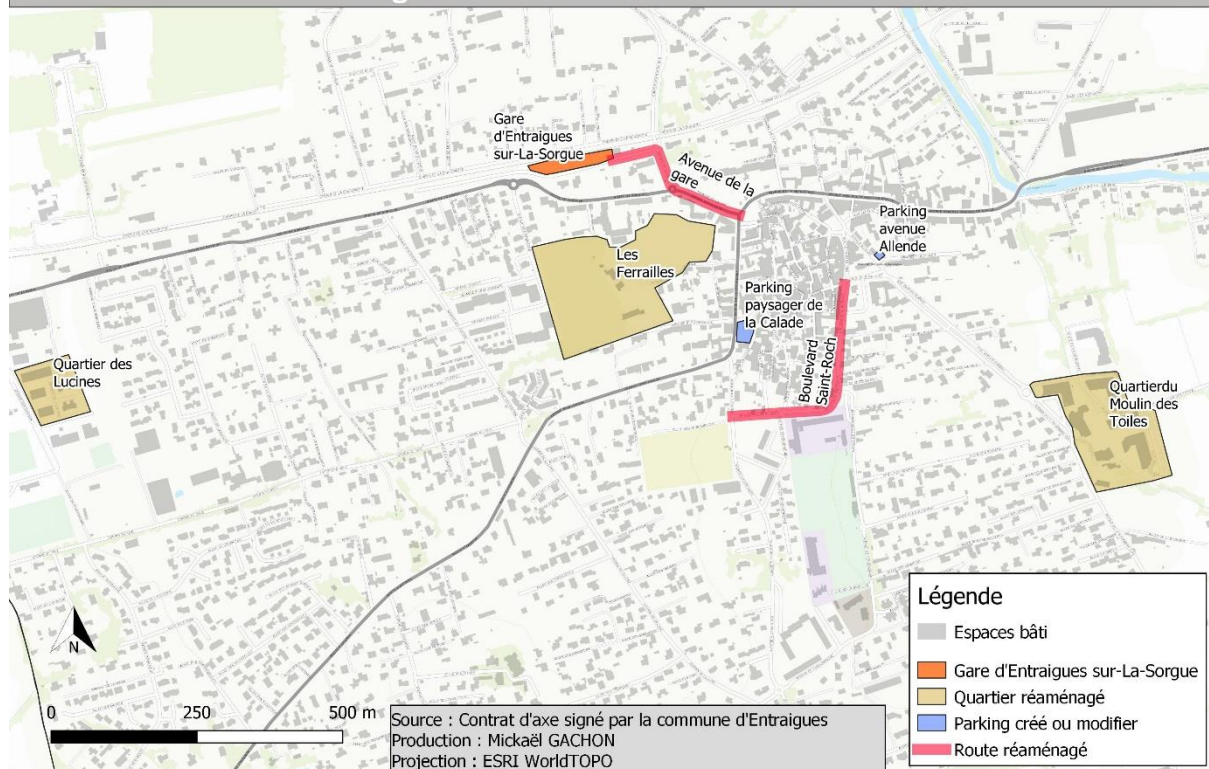 Gare
d'Entraigues
sur-La-Sorgue
Avenue de la
gare
Parking
avenue
Allende
Les
Ferrailles
Parking
paysager de
la Calade
Boulevard
Saint-Roch
Quartier des
Lucines
Quartierdu
Moulin des
Toiles
Légende
Espaces bâti
Gare d'Entraigues sur-La-Sorgue
Quartier réaménagé
Parking créé ou modifier
Route réaménagé
N
0 250 500 m
Source : Contrat d'axe signé par la commune d'Entraigues
Production : Mickaël GACHON
Projection : ESRI WorldTOPO